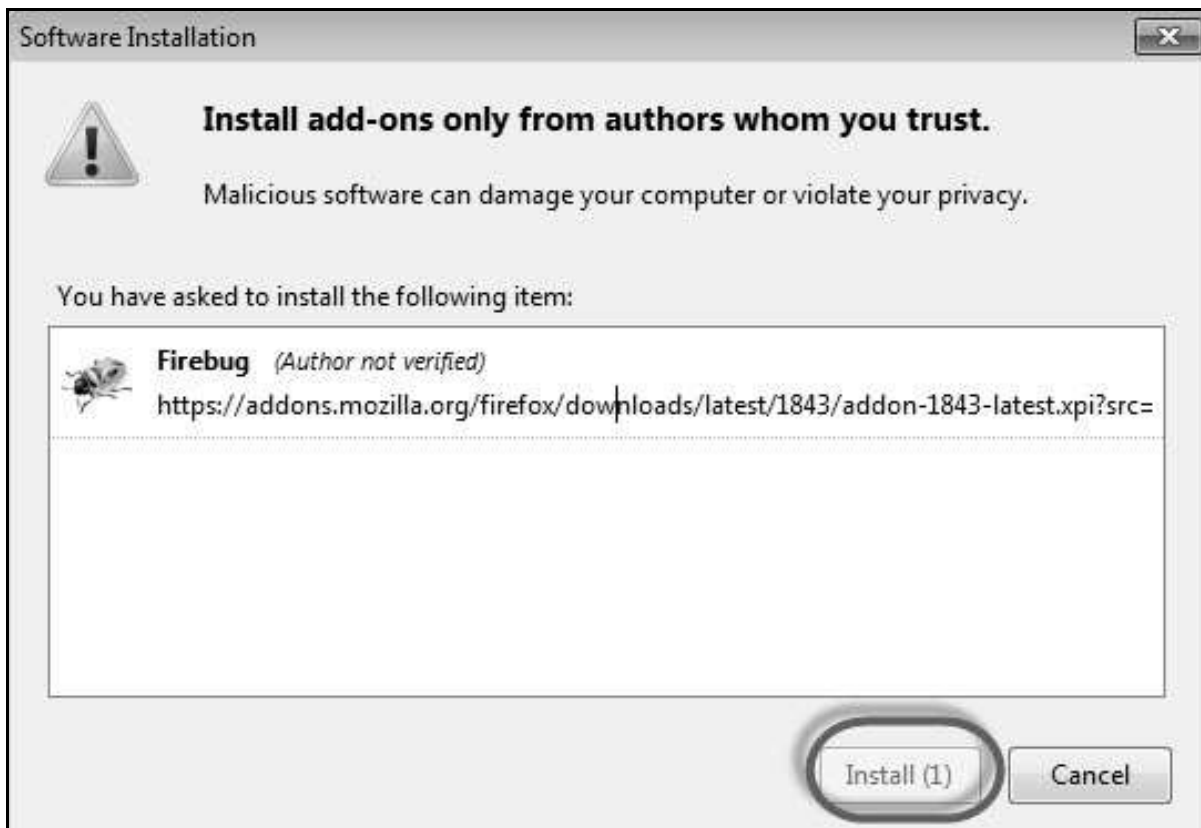 Software Installation
Install add-ons only from authors whom you trust.
Malicious software can damage your computer or violate your privacy.
You have asked to install the following item:
Firebug (Author not verified)
https://addons.mozilla.org/firefox/downloads/latest/1843/addon-1843-latest.xpi?src=
Install (1) Cancel